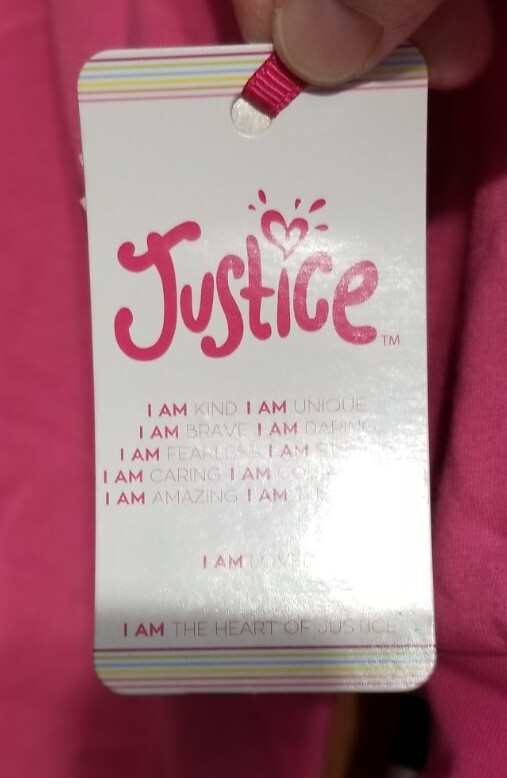 Justice
TM
I AM KIND I AM UNIQUE
I AM BRAVE I AM DARING
I AM FEARLESS I AM
I AM CARING I AM
I AM AMAZING I AM
I AM
I AM THE HEART OF JUSTICE